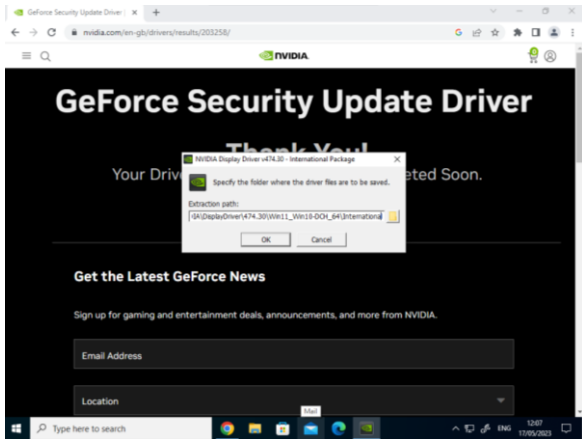 GeForce Security Update Driver |
nvidia.com/en-gb/drivers/results/203258/
NVIDIA.
GeForce Security Update Driver
Thank You!
Your Driv
eted Soon.
NVIDIA Display Driver v474.30 - International Package
Specify the folder where the driver files are to be saved.
Extraction path:
IA\DisplayDriver\474.30\Win11_Win10-DCH_64\International
OK
Cancel
Get the Latest GeForce News
Sign up for gaming and entertainment deals, announcements, and more from NVIDIA.
Email Address
Location
Mail
Type here to search
ENG
12:07
17/05/2023